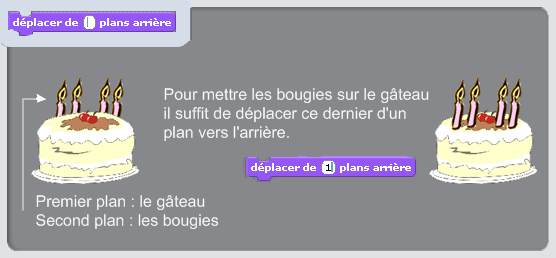 déplacer de plans arrière
Pour mettre les bougies sur le gâteau
il suffit de déplacer ce dernier d'un
plan vers l'arrière.
déplacer de 1 plans arrière
Premier plan : le gâteau
Second plan : les bougies